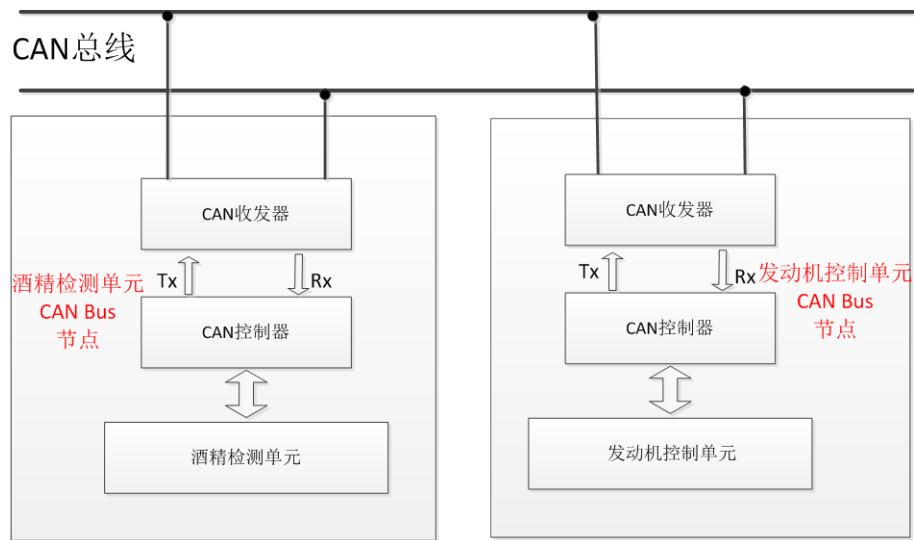 CAN总线
CAN收发器
Tx
Rx
酒精检测单元
CAN Bus
节点
CAN控制器
酒精检测单元
CAN收发器
Tx
Rx
发动机控制单元
CAN Bus
节点
CAN控制器
发动机控制单元